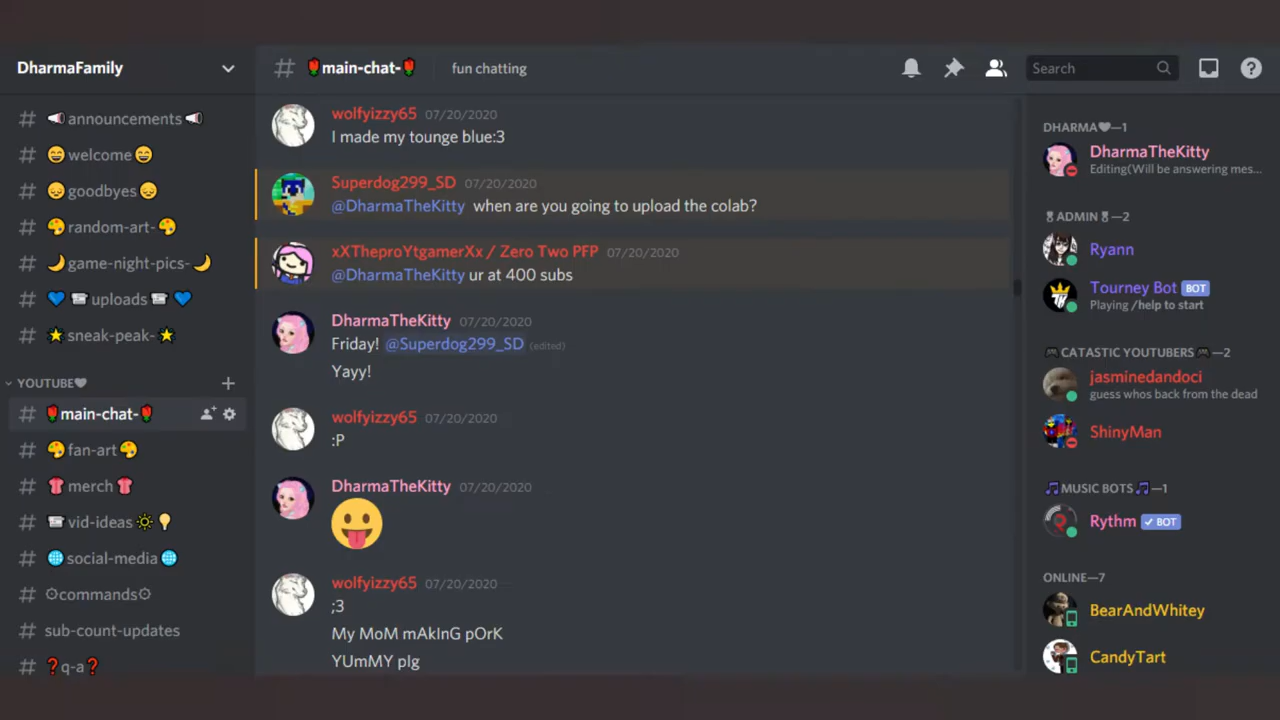 DharmaFamily
📢announcements📢
😄welcome😄
😞goodbyes😞
🎨random-art-🎨
🌙game-night-pics-🌙
💙📨uploads📨💙
🌟sneak-peak-🌟
YOUTUBE🤍
🌹main-chat-🌹
🎨fan-art🎨
👚merch👚
📨vid-ideas🔆💡
🌐social-media🌐
⚙commands⚙
sub-count-updates
❓q-a❓
🌹main-chat-🌹 fun chatting
wolfyizzy65 07/20/2020
I made my tounge blue:3
Superdog299_SD 07/20/2020
@DharmaTheKitty when are you going to upload the colab?
xXTheproYtgamerXx / Zero Two PFP 07/20/2020
@DharmaTheKitty ur at 400 subs
DharmaTheKitty 07/20/2020
Friday! @Superdog299_SD (edited)
Yayy!
wolfyizzy65 07/20/2020
:P
DharmaTheKitty 07/20/2020
😛
wolfyizzy65 07/20/2020
;3
My MoM mAkInG pOrK
YUmMY pIg
Search
DHARMA🤍—1
DharmaTheKitty
Editing(Will be answering mes...
🎖ADMIN🎖—2
Ryann
Tourney Bot BOT
Playing /help to start
🎮CATASTIC YOUTUBERS🎮—2
jasminedandoci
guess whos back from the dead
ShinyMan
🎵MUSIC BOTS🎵—1
Rythm ✓BOT
ONLINE—7
BearAndWhitey
CandyTart